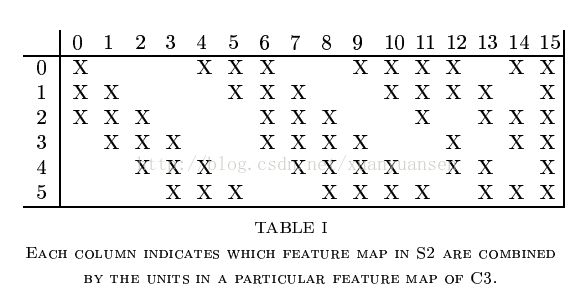 0 1 2 3 4 5 6 7 8 9 10 11 12 13 14 15
0 X X X X X X X X X X
1 X X X X X X X X X X
2 X X X X X X X X X X
3 X X X X X X X X X X
http://blog.csdn.net/xuanyuansen
4 X X X X X X X X X X
5 X X X X X X X X X X
TABLE I
Each column indicates which feature map in S2 are combined
by the units in a particular feature map of C3.